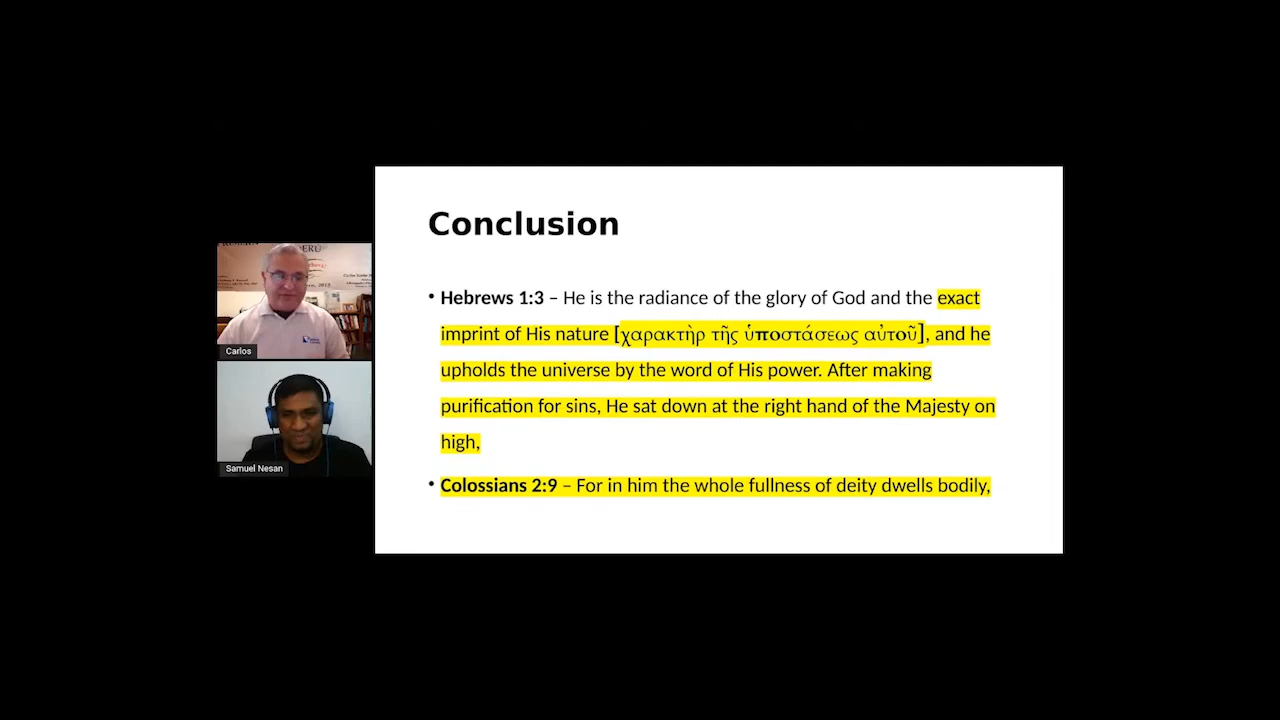 Conclusion
• Hebrews 1:3 – He is the radiance of the glory of God and the exact
imprint of His nature [χαρακτὴρ τῆς ὑποστάσεως αὐτοῦ], and he
upholds the universe by the word of His power. After making
purification for sins, He sat down at the right hand of the Majesty on
high,
• Colossians 2:9 – For in him the whole fullness of deity dwells bodily,
Carlos
Samuel Nesan